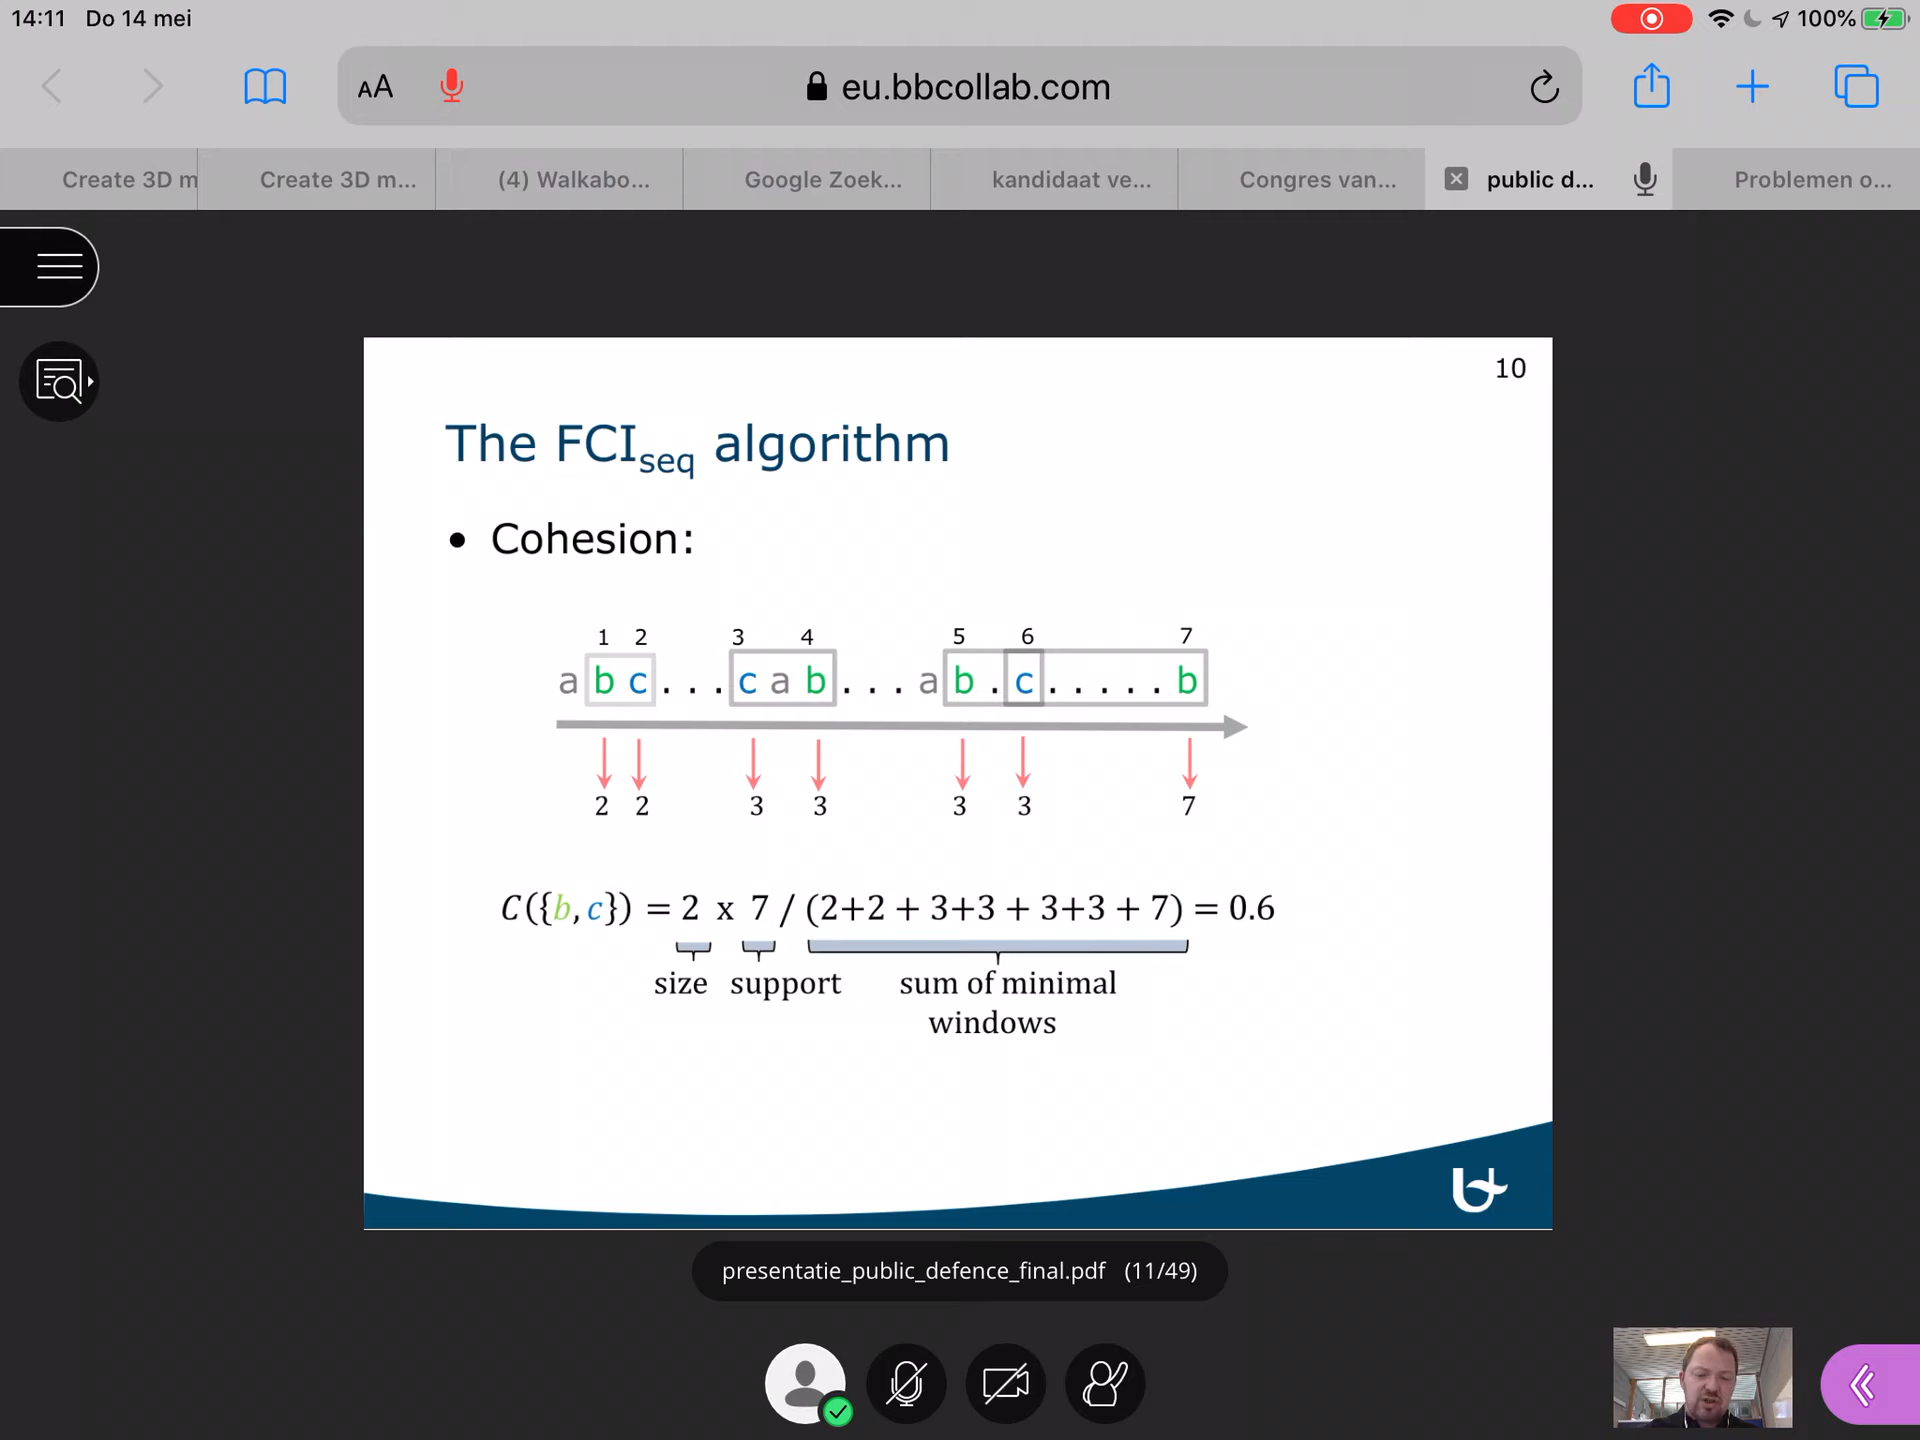 14:11 Do 14 mei 100%
AA eu.bbcollab.com
Create 3D m Create 3D m... (4) Walkabo... Google Zoek... kandidaat ve... Congres van... public d... Problemen o...
10
The FCIseq algorithm
• Cohesion:
1 2 3 4 5 6 7
a b c . . . c a b . . . a b . c . . . . . b
2 2 3 3 3 3 7
C({b,c}) = 2 x 7 / (2+2 + 3+3 + 3+3 + 7) = 0.6
size support sum of minimal
windows
presentatie_public_defence_final.pdf (11/49)